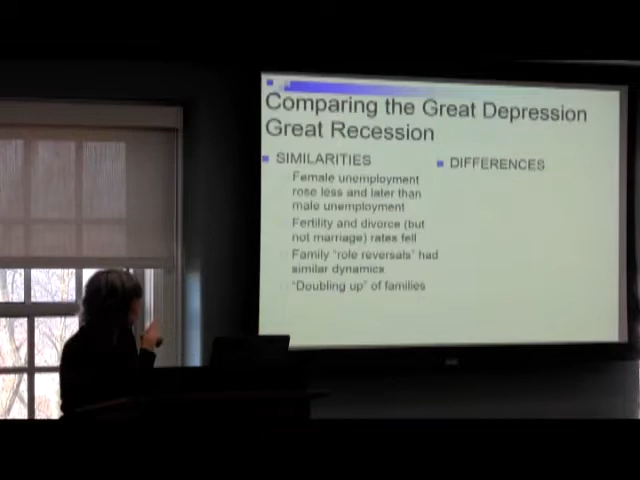 Comparing the Great Depression
Great Recession
SIMILARITIES
Female unemployment
rose less and later than
male unemployment
Fertility and divorce (but
not marriage) rates fell
Family "role reversals" had
similar dynamics
"Doubling up" of families
DIFFERENCES